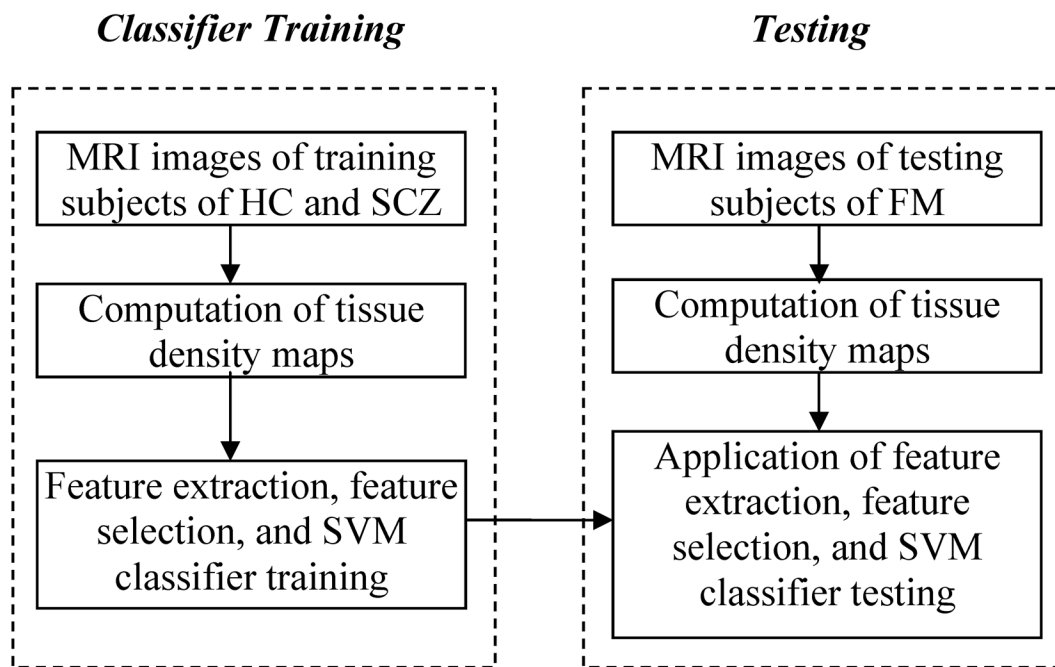 Classifier Training
MRI images of training
subjects of HC and SCZ
Computation of tissue
density maps
Feature extraction, feature
selection, and SVM
classifier training
Testing
MRI images of testing
subjects of FM
Computation of tissue
density maps
Application of feature
extraction, feature
selection, and SVM
classifier testing